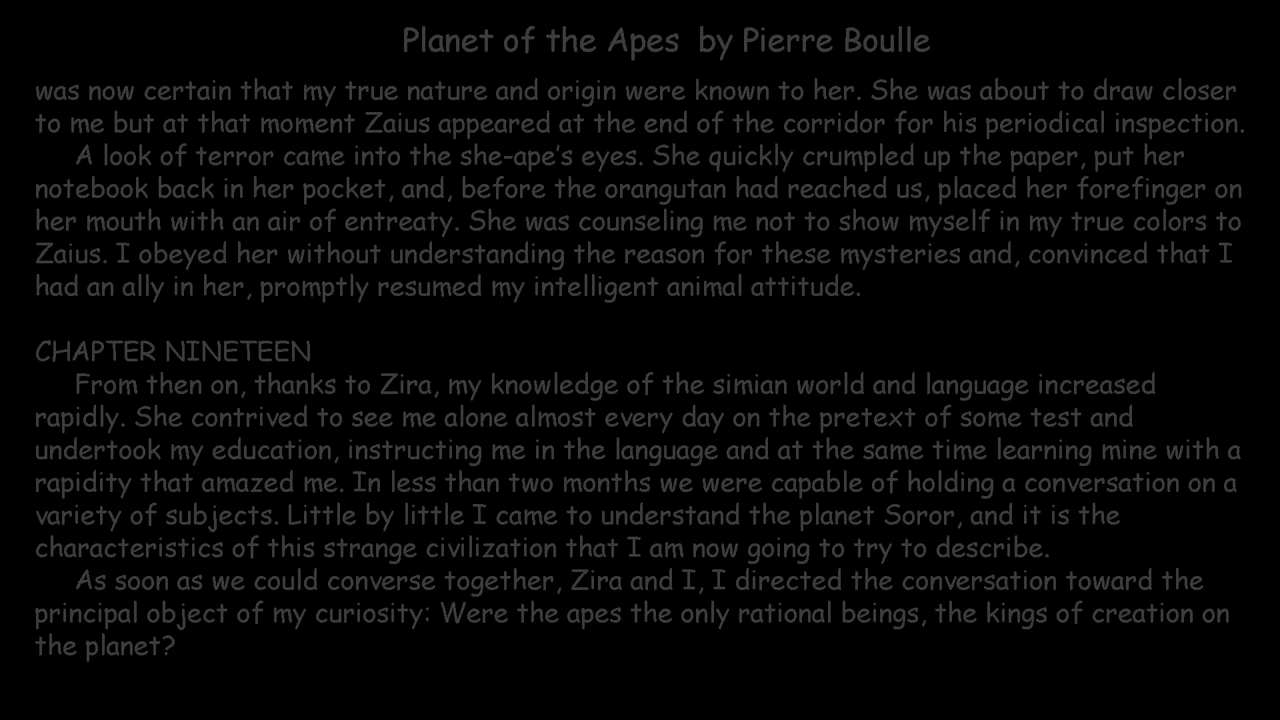 Planet of the Apes by Pierre Boulle
was now certain that my true nature and origin were known to her. She was about to draw closer
to me but at that moment Zaius appeared at the end of the corridor for his periodical inspection.
A look of terror came into the she-ape's eyes. She quickly crumpled up the paper, put her
notebook back in her pocket, and, before the orangutan had reached us, placed her forefinger on
her mouth with an air of entreaty. She was counseling me not to show myself in my true colors to
Zaius. I obeyed her without understanding the reason for these mysteries and, convinced that I
had an ally in her, promptly resumed my intelligent animal attitude.
CHAPTER NINETEEN
From then on, thanks to Zira, my knowledge of the simian world and language increased
rapidly. She contrived to see me alone almost every day on the pretext of some test and
undertook my education, instructing me in the language and at the same time learning mine with a
rapidity that amazed me. In less than two months we were capable of holding a conversation on a
variety of subjects. Little by little I came to understand the planet Soror, and it is the
characteristics of this strange civilization that I am now going to try to describe.
As soon as we could converse together, Zira and I, I directed the conversation toward the
principal object of my curiosity: Were the apes the only rational beings, the kings of creation on
the planet?